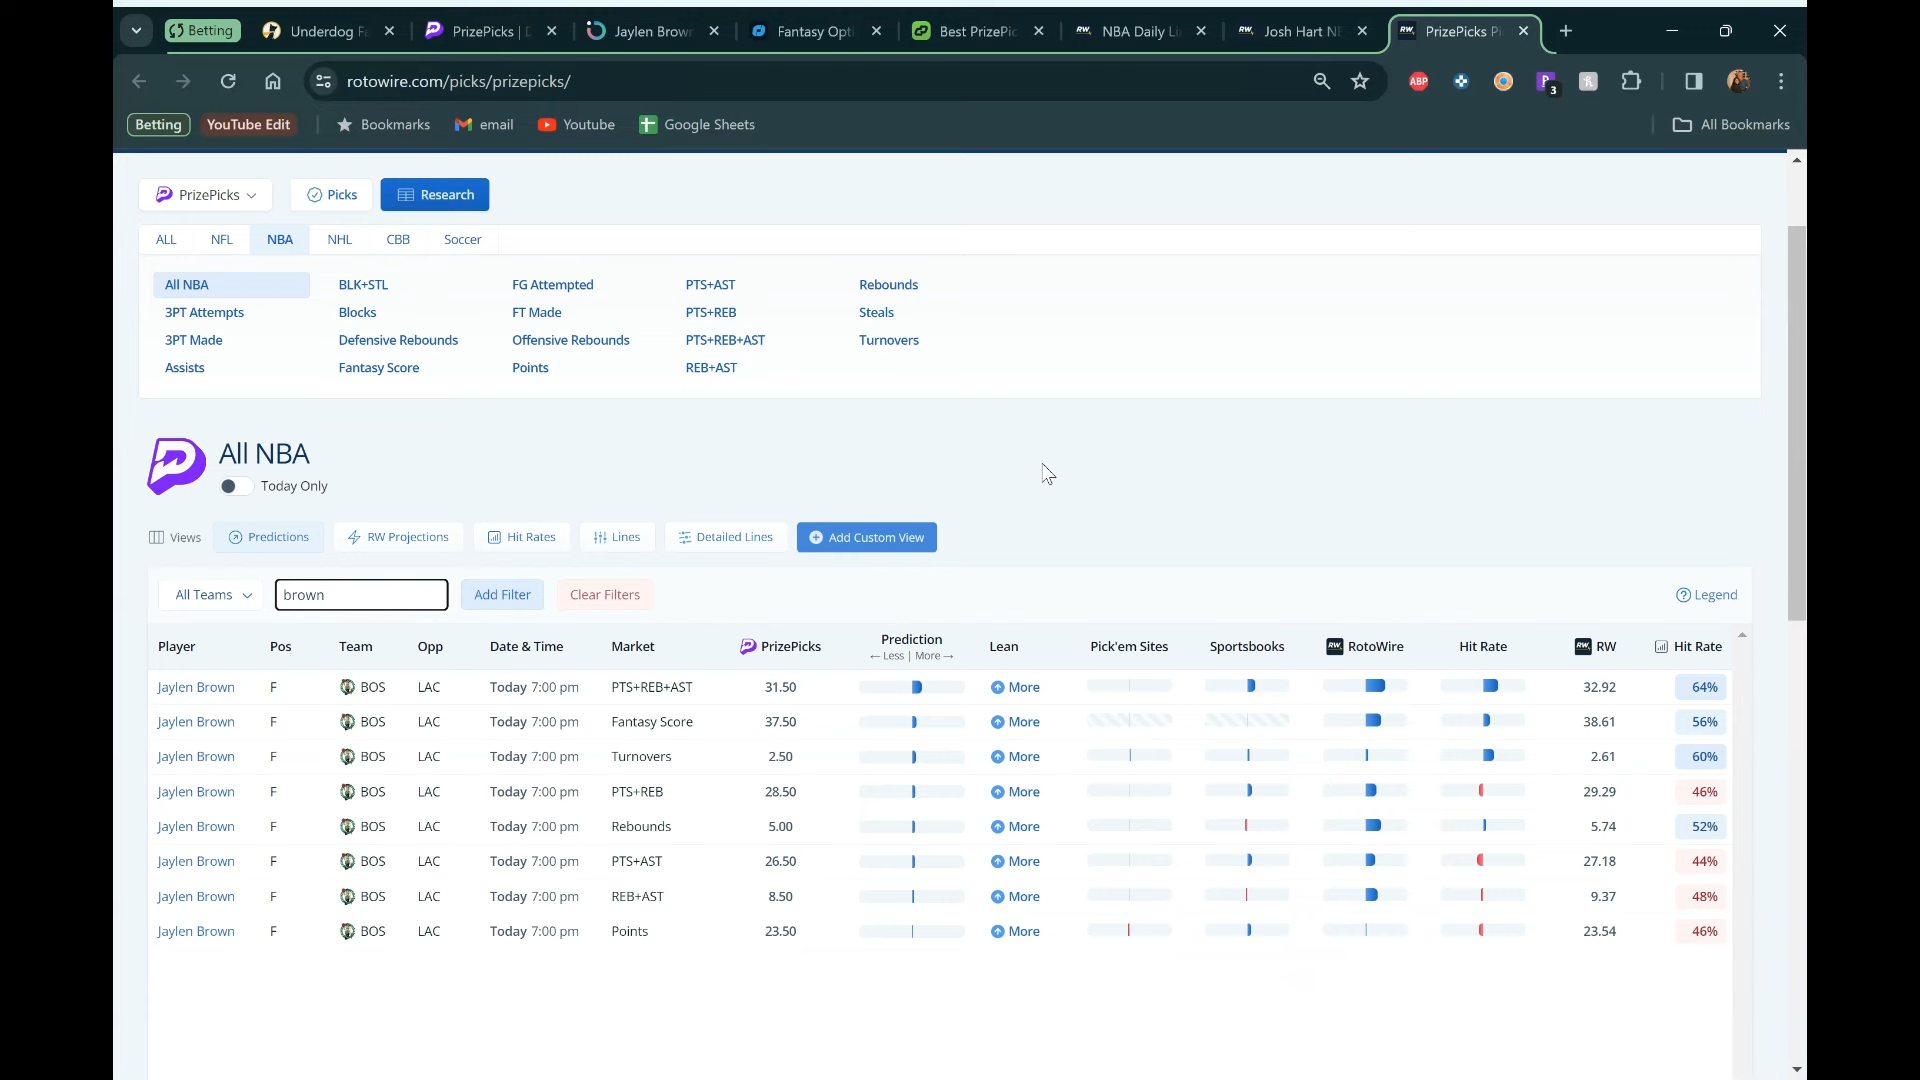 Betting Underdog Fa PrizePicks | D Jaylen Brown Fantasy Opti Best PrizePic RW NBA Daily Li RW Josh Hart NB RW PrizePicks Pi
rotowire.com/picks/prizepicks/ ABP 3
Betting YouTube Edit Bookmarks email Youtube Google Sheets All Bookmarks
PrizePicks Picks Research
ALL NFL NBA NHL CBB Soccer
All NBA BLK+STL FG Attempted PTS+AST Rebounds
3PT Attempts Blocks FT Made PTS+REB Steals
3PT Made Defensive Rebounds Offensive Rebounds PTS+REB+AST Turnovers
Assists Fantasy Score Points REB+AST
All NBA
Today Only
Views Predictions RW Projections Hit Rates Lines Detailed Lines Add Custom View
All Teams brown Add Filter Clear Filters Legend
Player Pos Team Opp Date & Time Market PrizePicks Prediction Lean Pick'em Sites Sportsbooks RW RotoWire Hit Rate RW RW Hit Rate
← Less | More →
Jaylen Brown F BOS LAC Today 7:00 pm PTS+REB+AST 31.50 More 32.92 64%
Jaylen Brown F BOS LAC Today 7:00 pm Fantasy Score 37.50 More 38.61 56%
Jaylen Brown F BOS LAC Today 7:00 pm Turnovers 2.50 More 2.61 60%
Jaylen Brown F BOS LAC Today 7:00 pm PTS+REB 28.50 More 29.29 46%
Jaylen Brown F BOS LAC Today 7:00 pm Rebounds 5.00 More 5.74 52%
Jaylen Brown F BOS LAC Today 7:00 pm PTS+AST 26.50 More 27.18 44%
Jaylen Brown F BOS LAC Today 7:00 pm REB+AST 8.50 More 9.37 48%
Jaylen Brown F BOS LAC Today 7:00 pm Points 23.50 More 23.54 46%